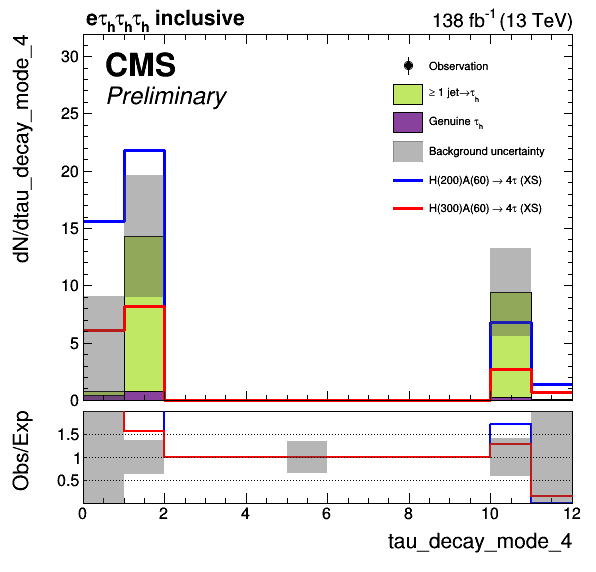 eτhτhτh inclusive
138 fb⁻¹ (13 TeV)
dN/dtau_decay_mode_4
CMS
Preliminary
Observation
≥ 1 jet→τh
Genuine τh
Background uncertainty
H(200)A(60) → 4τ (XS)
H(300)A(60) → 4τ (XS)
30
25
20
15
10
5
0
Obs/Exp
1.5
1
0.5
0 2 4 6 8 10 12
tau_decay_mode_4